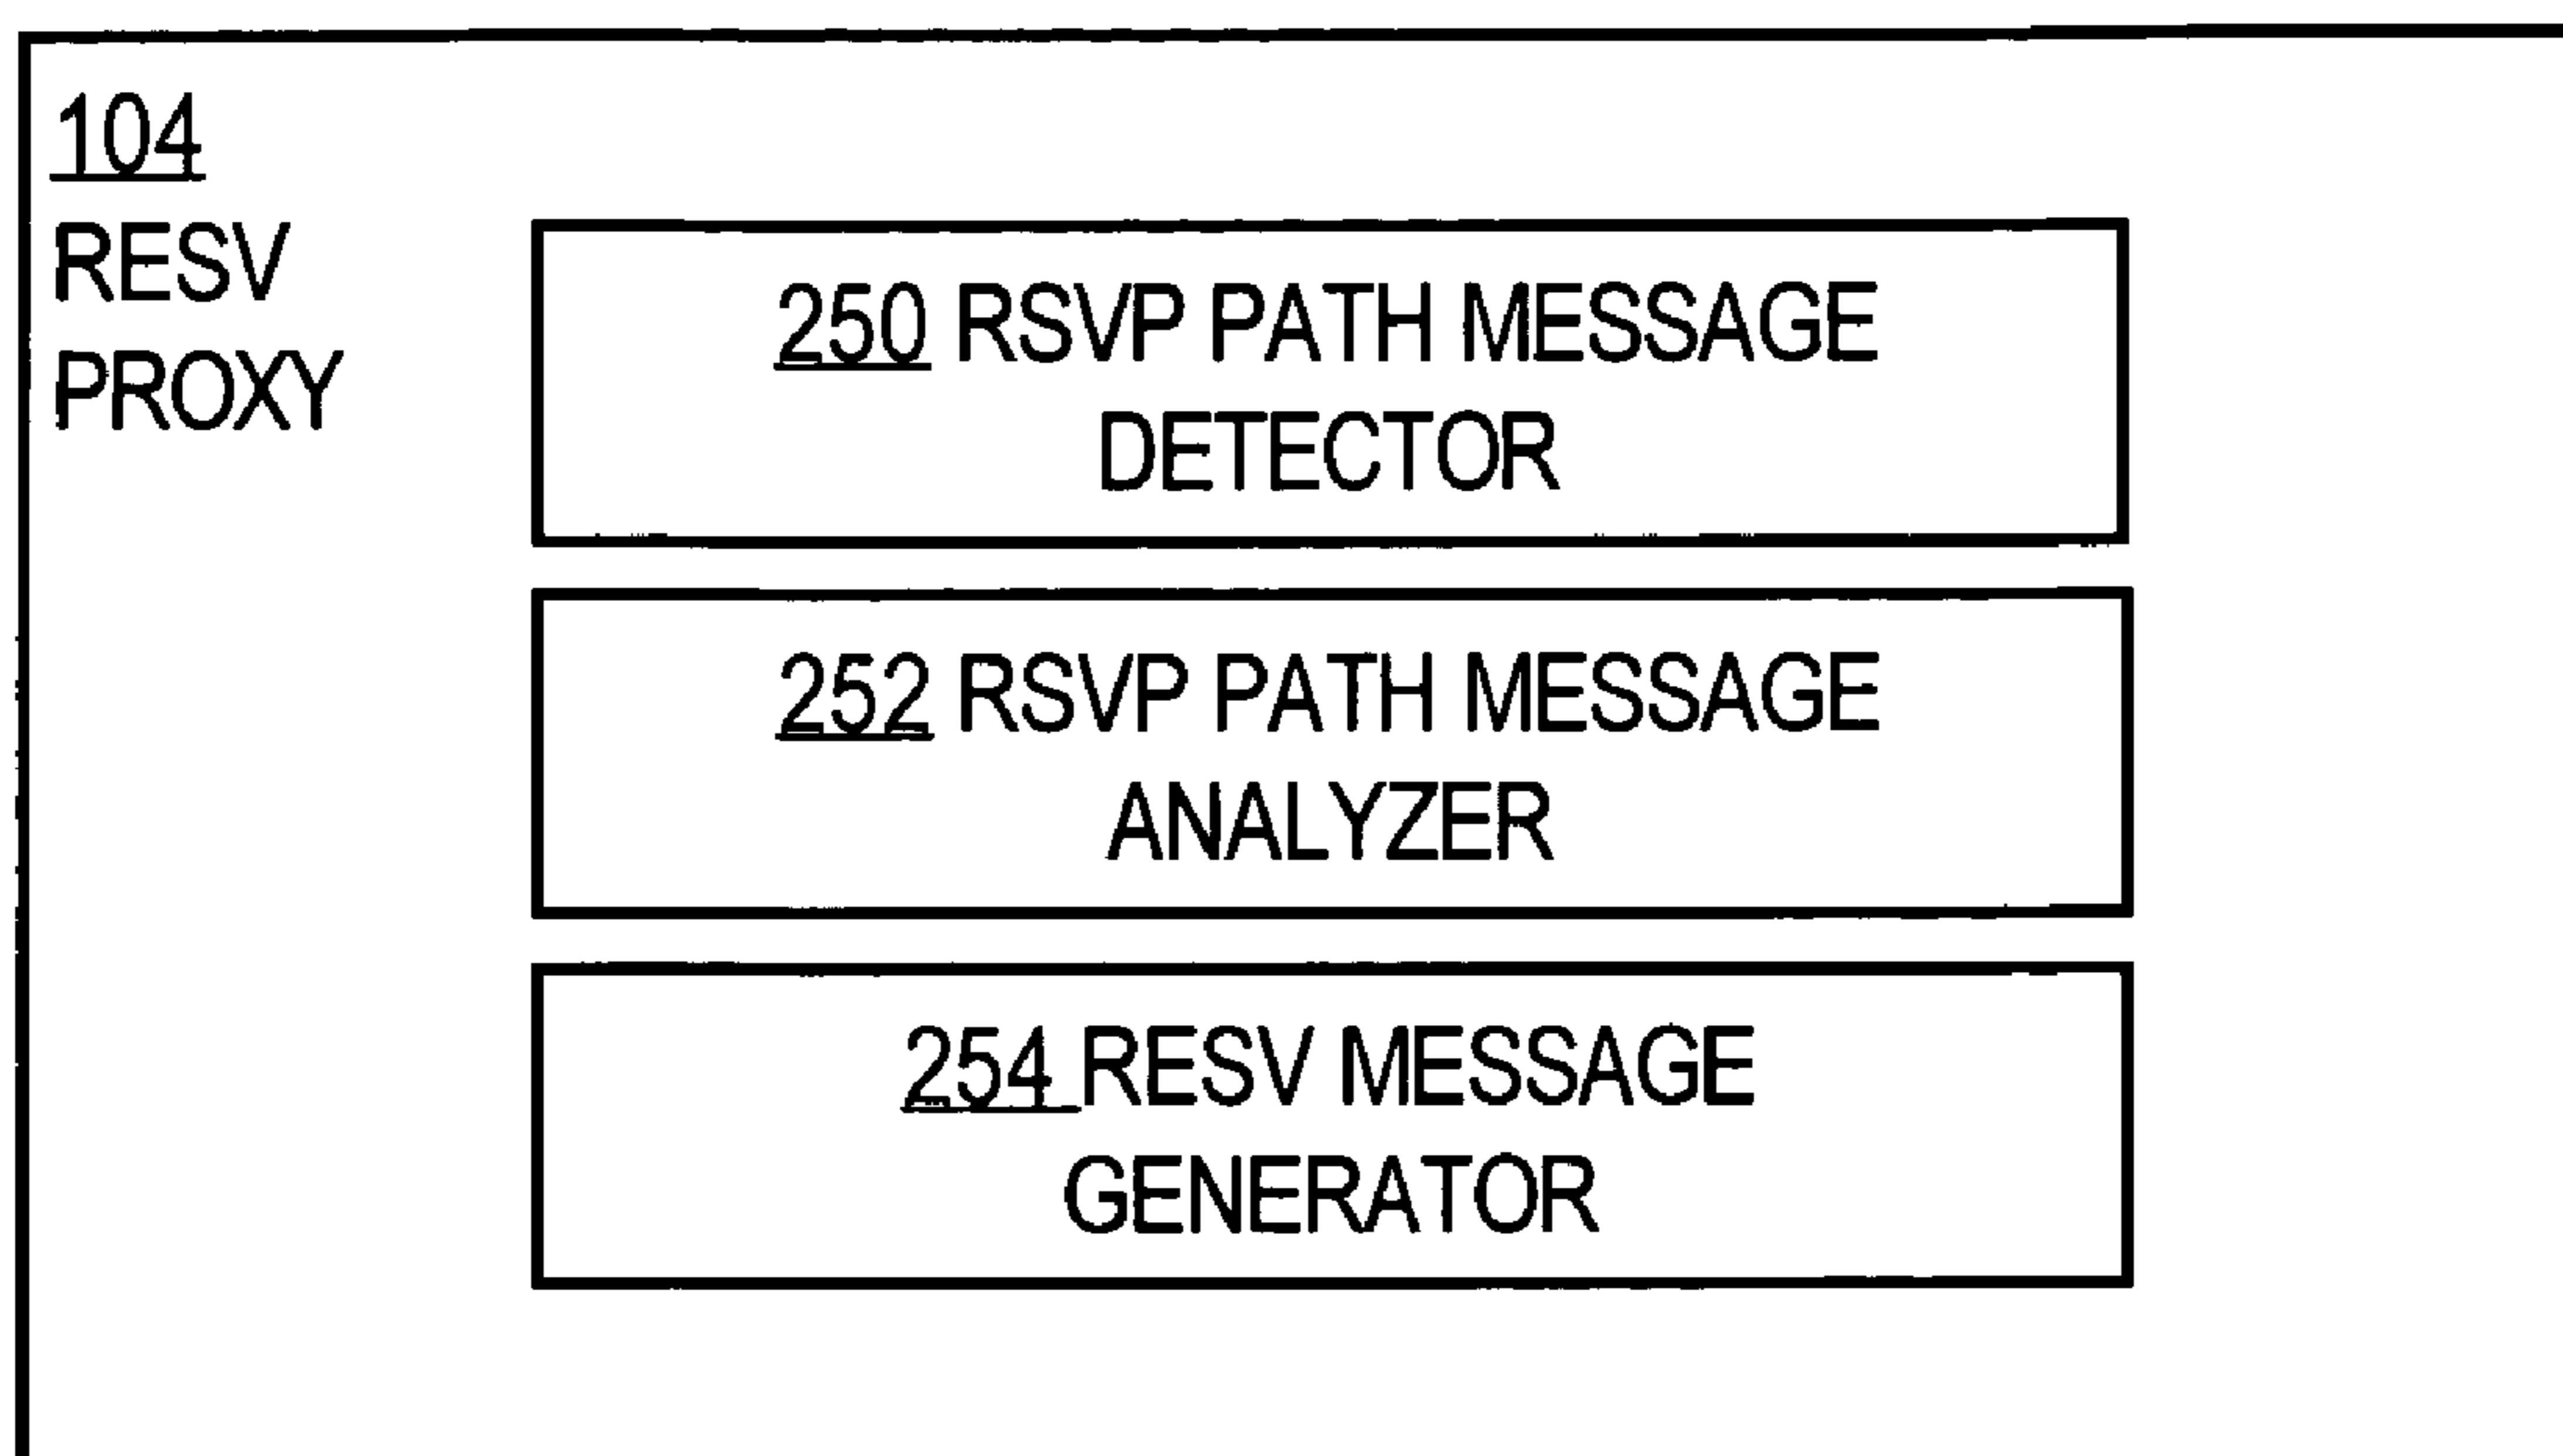 104
RESV
PROXY
250 RSVP PATH MESSAGE
DETECTOR
252 RSVP PATH MESSAGE
ANALYZER
254 RESV MESSAGE
GENERATOR